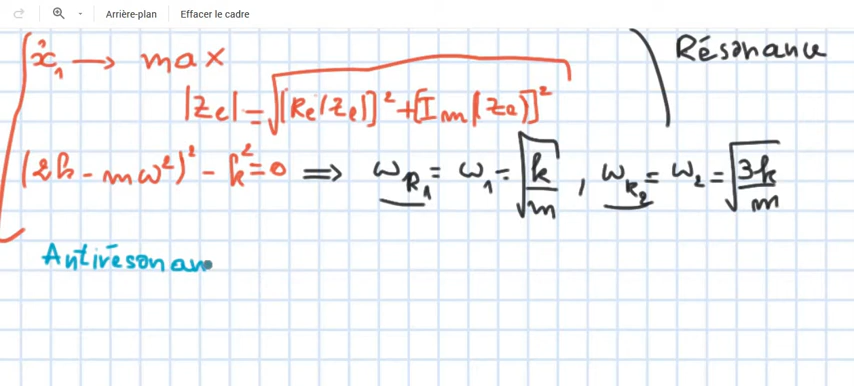 Arrière-plan Effacer le cadre
ẋ₁ → max
Résonance
|Ze| = √([Re(Ze)]² + [Im(Ze)]²)
(2k - mω²)² - k² = 0 ⇒ ω_R₁ = ω₁ = √(k/m) , ω_R₂ = ω₂ = √(3k/m)
Antirésonan